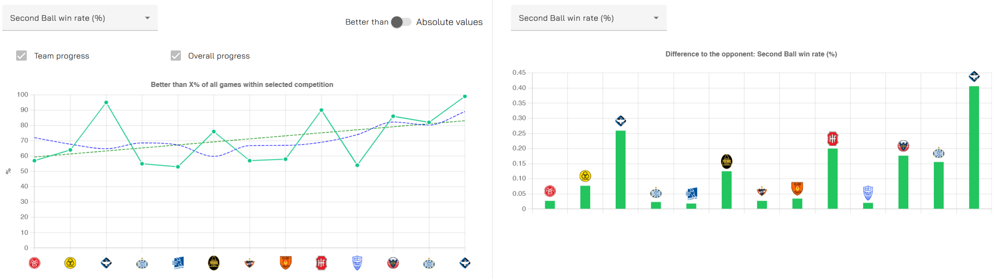 Second Ball win rate (%)
Better than
Absolute values
Team progress
Overall progress
Better than X% of all games within selected competition
100
90
80
70
60
50
40
30
20
10
0
%
Second Ball win rate (%)
Difference to the opponent: Second Ball win rate (%)
0.45
0.40
0.35
0.30
0.25
0.20
0.15
0.10
0.05
0